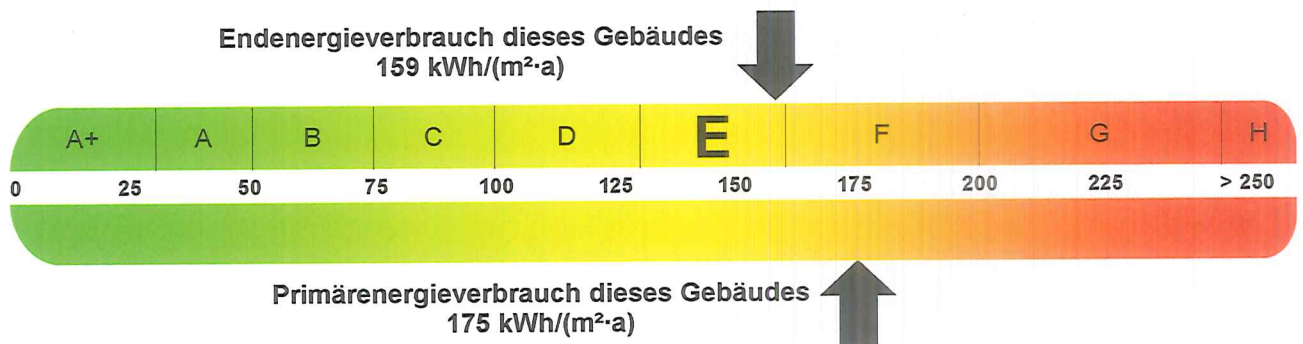 Endenergieverbrauch dieses Gebäudes
159 kWh/(m²·a)
A+ A B C D E F G H
0 25 50 75 100 125 150 175 200 225 > 250
Primärenergieverbrauch dieses Gebäudes
175 kWh/(m²·a)